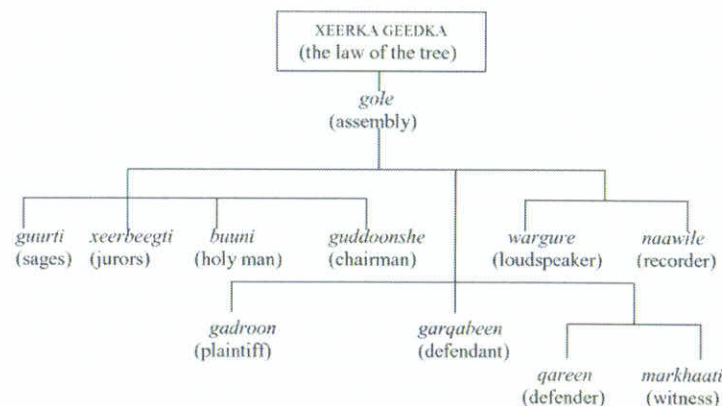 XEERKA GEEDKA
(the law of the tree)
gole
(assembly)
guurti xeerbeegti buuni guddoonshe wargure naawile
(sages) (jurors) (holy man) (chairman) (loudspeaker) (recorder)
gadroon garqabeen
(plaintiff) (defendant)
qareen markhaati
(defender) (witness)